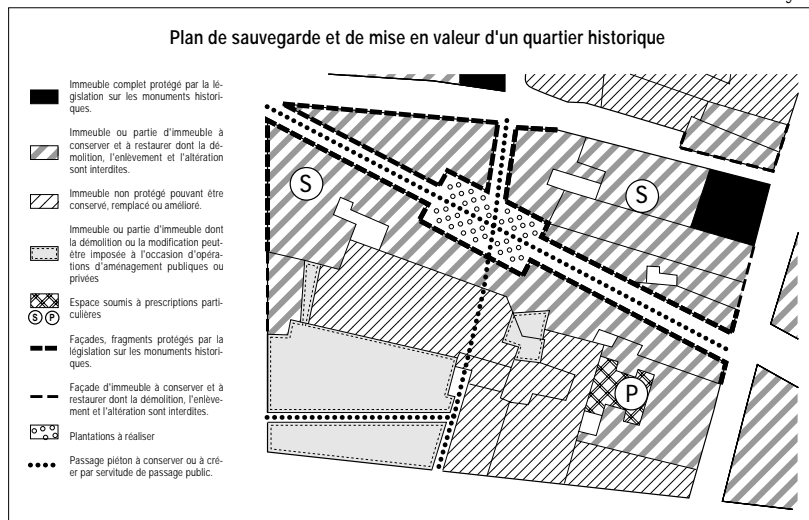 Plan de sauvegarde et de mise en valeur d'un quartier historique
Immeuble complet protégé par la lé-
gislation sur les monuments histori-
ques.
Immeuble ou partie d'immeuble à
conserver et à restaurer dont la dé-
molition, l'enlèvement et l'altération
sont interdites.
Immeuble non protégé pouvant être
conservé, remplacé ou amélioré.
Immeuble ou partie d'immeuble dont
la démolition ou la modification peut-
être imposée à l'occasion d'opéra-
tions d'aménagement publiques ou
privées
Espace soumis à prescriptions parti-
culières
S P
Façades, fragments protégés par la
législation sur les monuments histori-
ques.
Façade d'immeuble à conserver et à
restaurer dont la démolition, l'enlève-
ment et l'altération sont interdites.
Plantations à réaliser
Passage piéton à conserver ou à cré-
er par servitude de passage public.
S
S
P